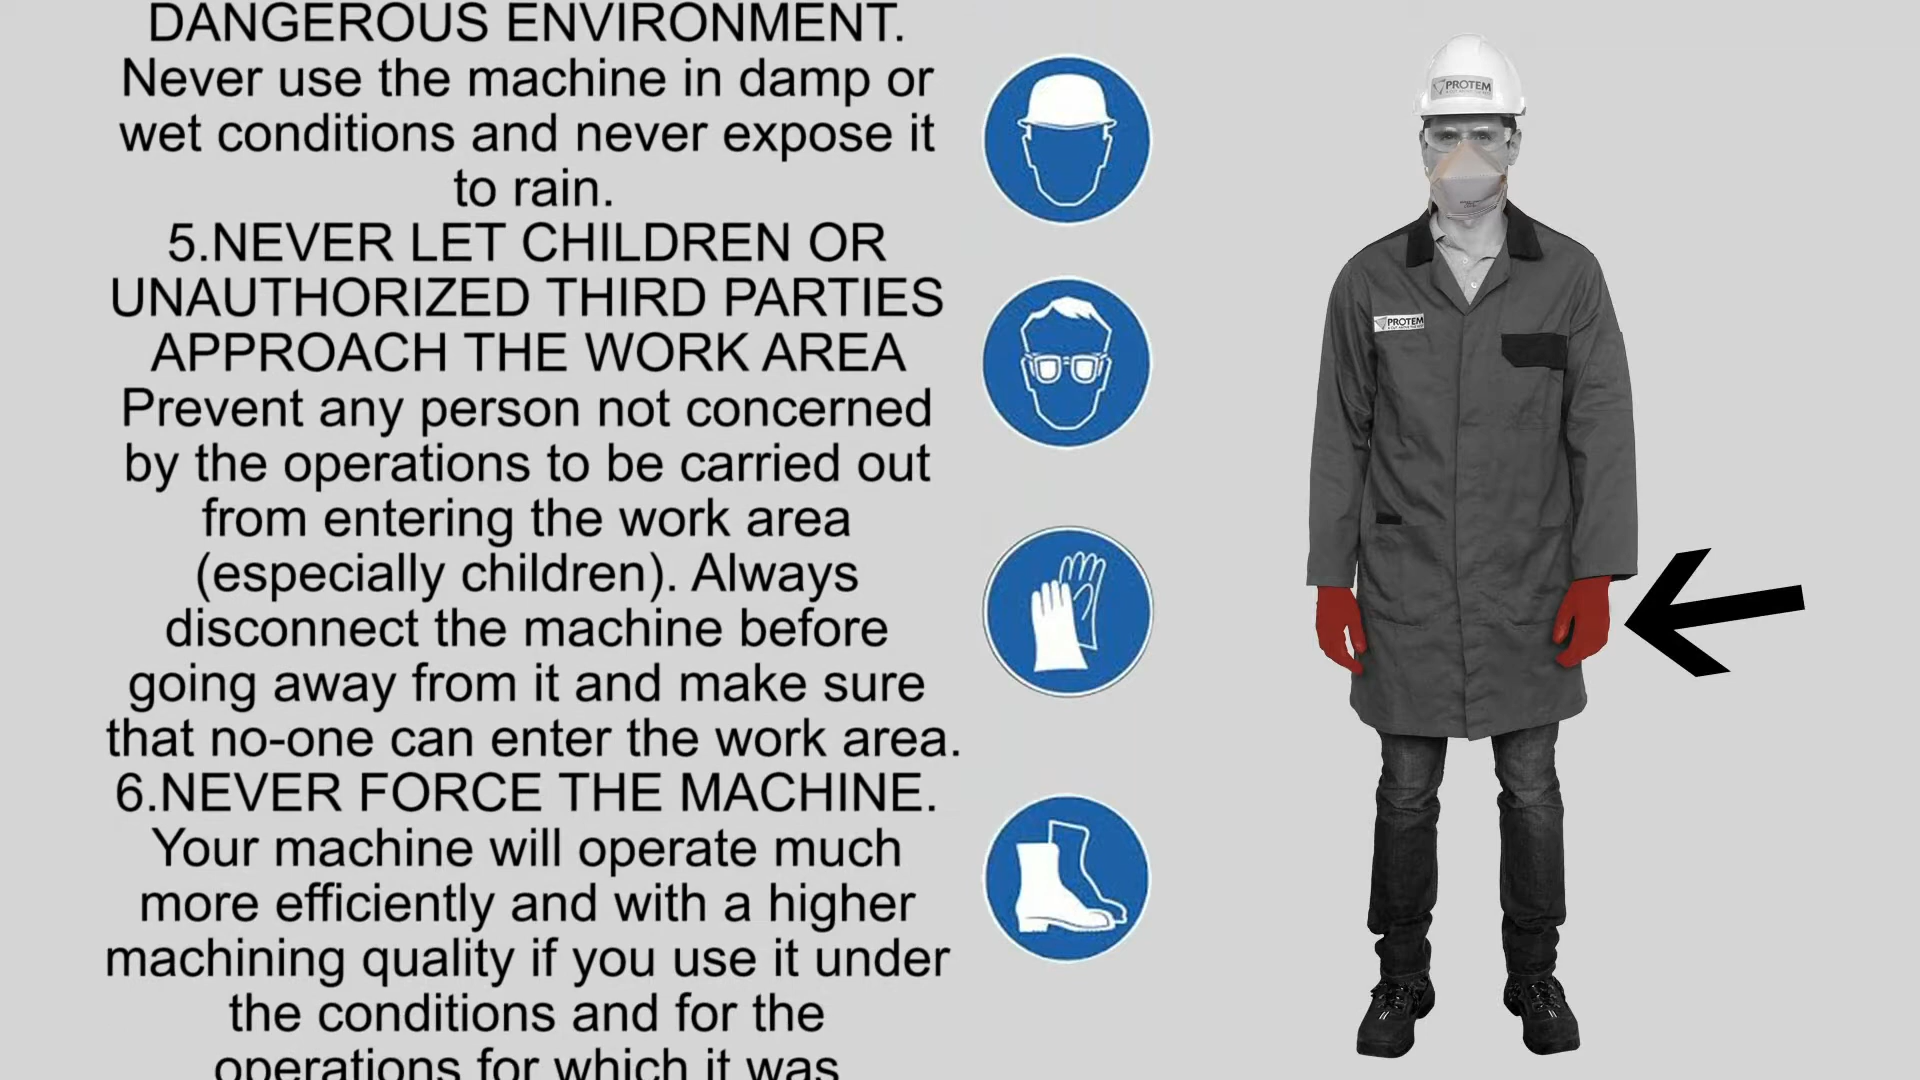 DANGEROUS ENVIRONMENT.
Never use the machine in damp or
wet conditions and never expose it
to rain.
5.NEVER LET CHILDREN OR
UNAUTHORIZED THIRD PARTIES
APPROACH THE WORK AREA
Prevent any person not concerned
by the operations to be carried out
from entering the work area
(especially children). Always
disconnect the machine before
going away from it and make sure
that no-one can enter the work area.
6.NEVER FORCE THE MACHINE.
Your machine will operate much
more efficiently and with a higher
machining quality if you use it under
the conditions and for the
operations for which it was
PROTEM
PROTEM